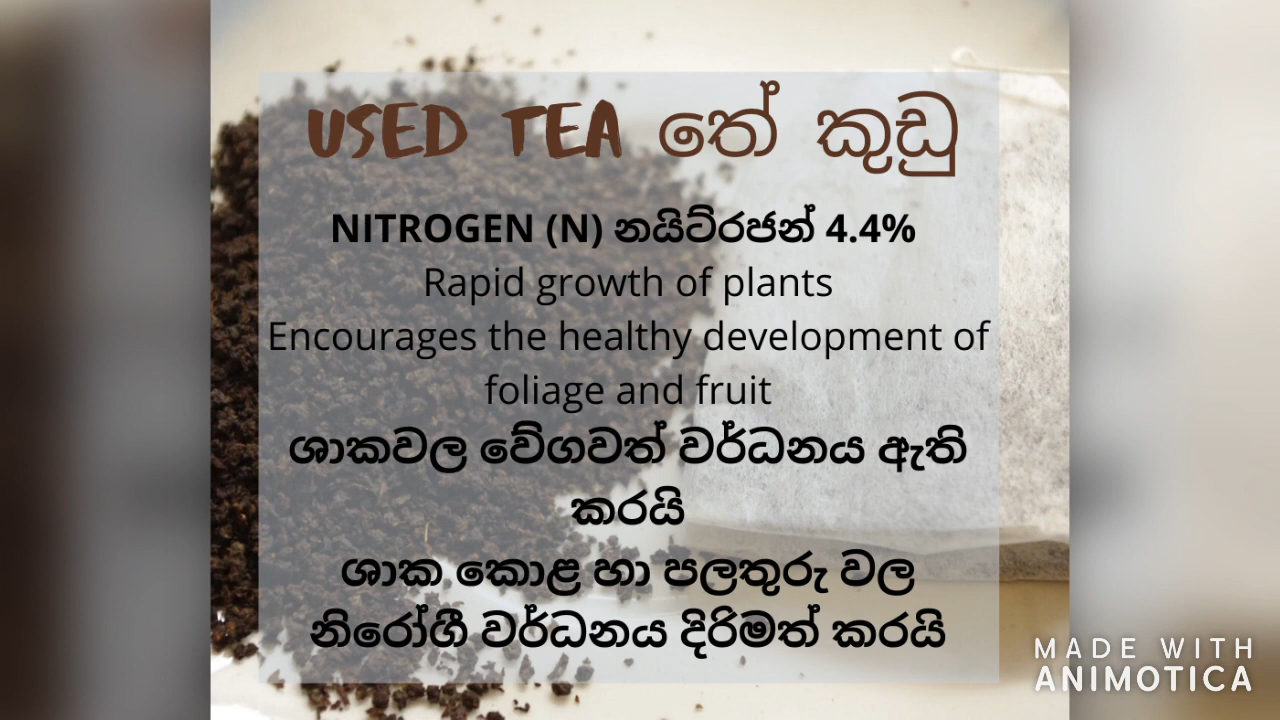 USED TEA තේ කුඩු
NITROGEN (N) නයිට්රජන් 4.4%
Rapid growth of plants
Encourages the healthy development of
foliage and fruit
ශාකවල වේගවත් වර්ධනය ඇති
කරයි
ශාක කොළ හා පලතුරු වල
නිරෝගී වර්ධනය දිරිමත් කරයි
MADE WITH
ANIMOTICA